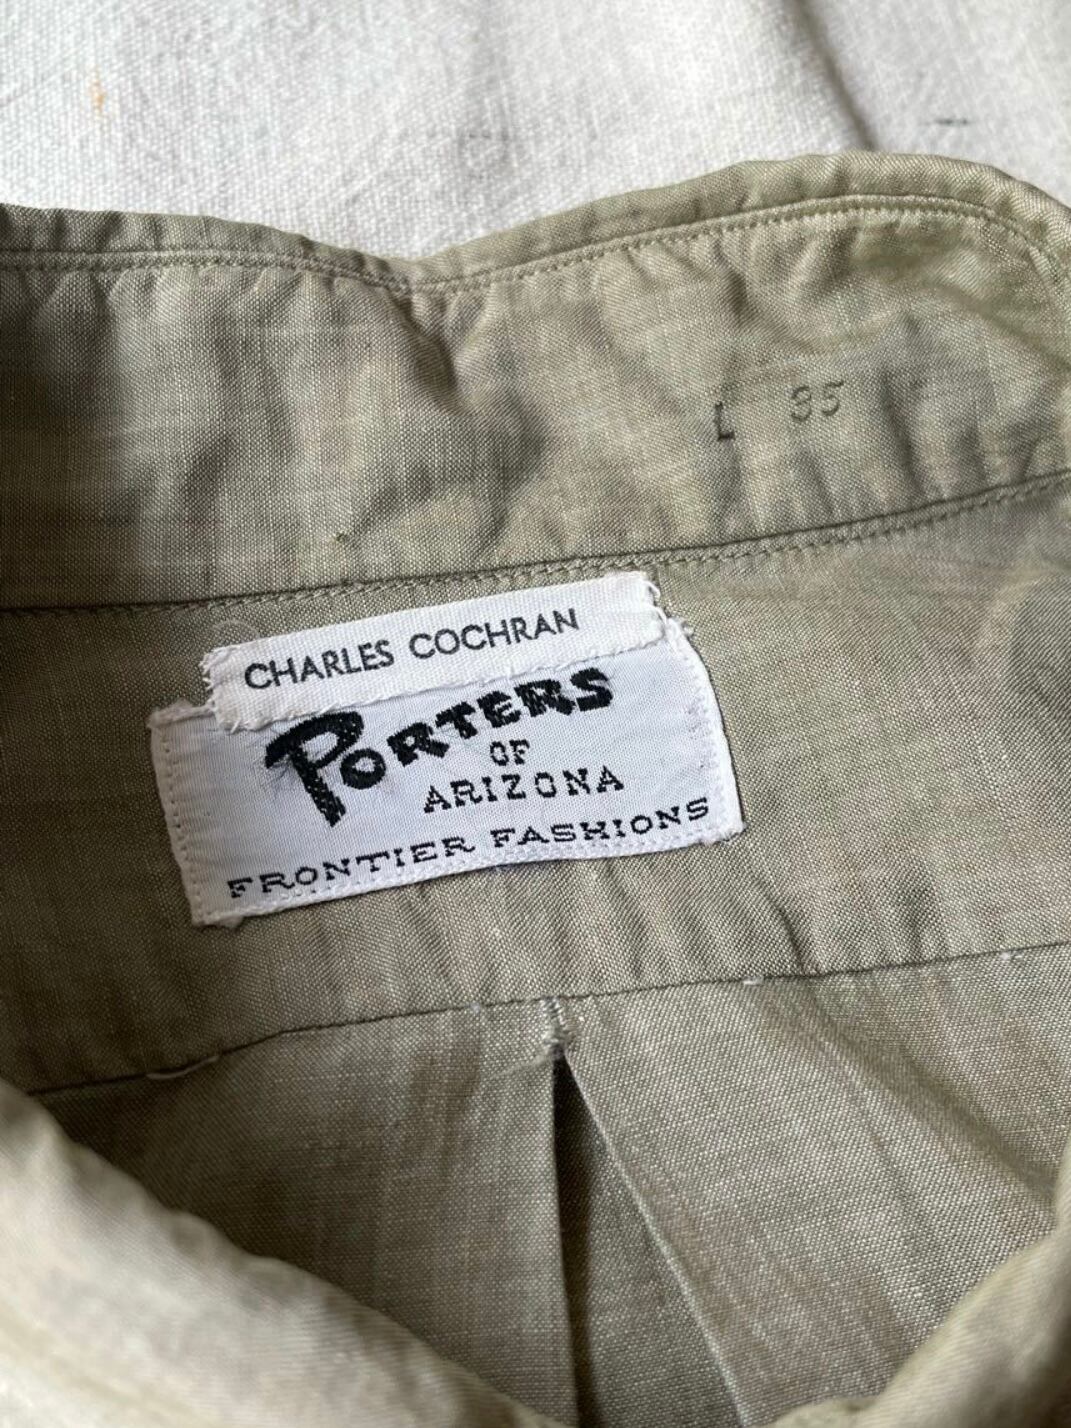 L 35
CHARLES COCHRAN
PORTERS
OF
ARIZONA
FRONTIER FASHIONS